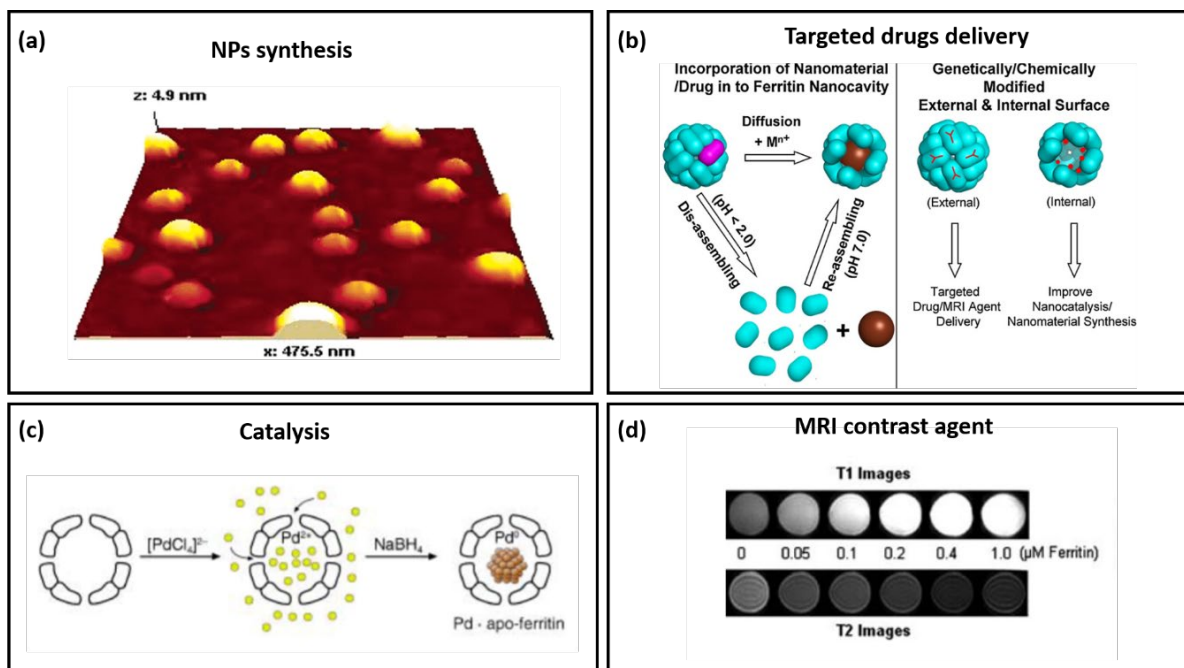 (a)
NPs synthesis
z: 4.9 nm
x: 475.5 nm
(b)
Targeted drugs delivery
Incorporation of Nanomaterial
/Drug in to Ferritin Nanocavity
Diffusion
+ Mⁿ⁺
(pH < 2.0)
Dis-assembling
Re-assembling
(pH 7.0)
+
Genetically/Chemically
Modified
External & Internal Surface
(External)
(Internal)
Targeted
Drug/MRI Agent
Delivery
Improve
Nanocatalysis/
Nanomaterial Synthesis
(c)
Catalysis
[PdCl₄]²⁻
Pd²⁺
NaBH₄
Pd⁰
Pd - apo-ferritin
(d)
MRI contrast agent
T1 Images
0 0.05 0.1 0.2 0.4 1.0 (µM Ferritin)
T2 Images